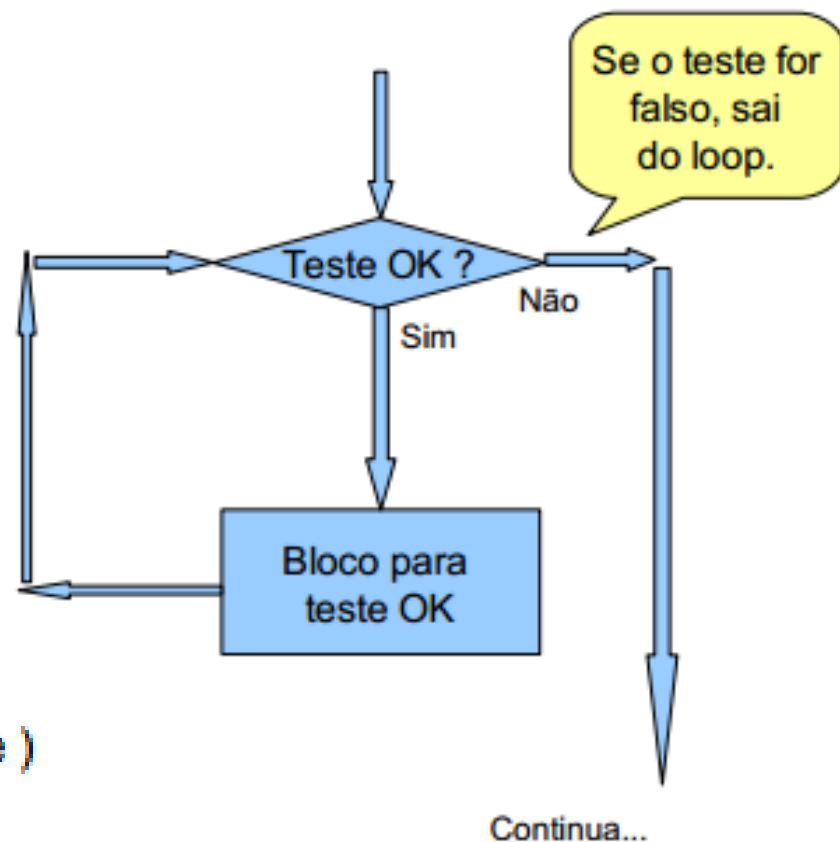 Se o teste for
falso, sai
do loop.
Teste OK ?
Não
Sim
Bloco para
teste OK
e )
Continua...